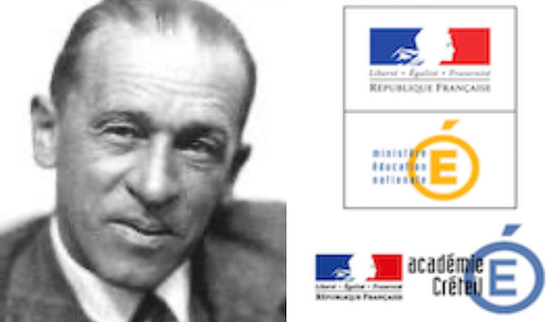 Liberté • Égalité • Fraternité
RÉPUBLIQUE FRANÇAISE
ministère
éducation
nationale
É
académie
Créteil
É
Liberté • Égalité • Fraternité
RÉPUBLIQUE FRANÇAISE